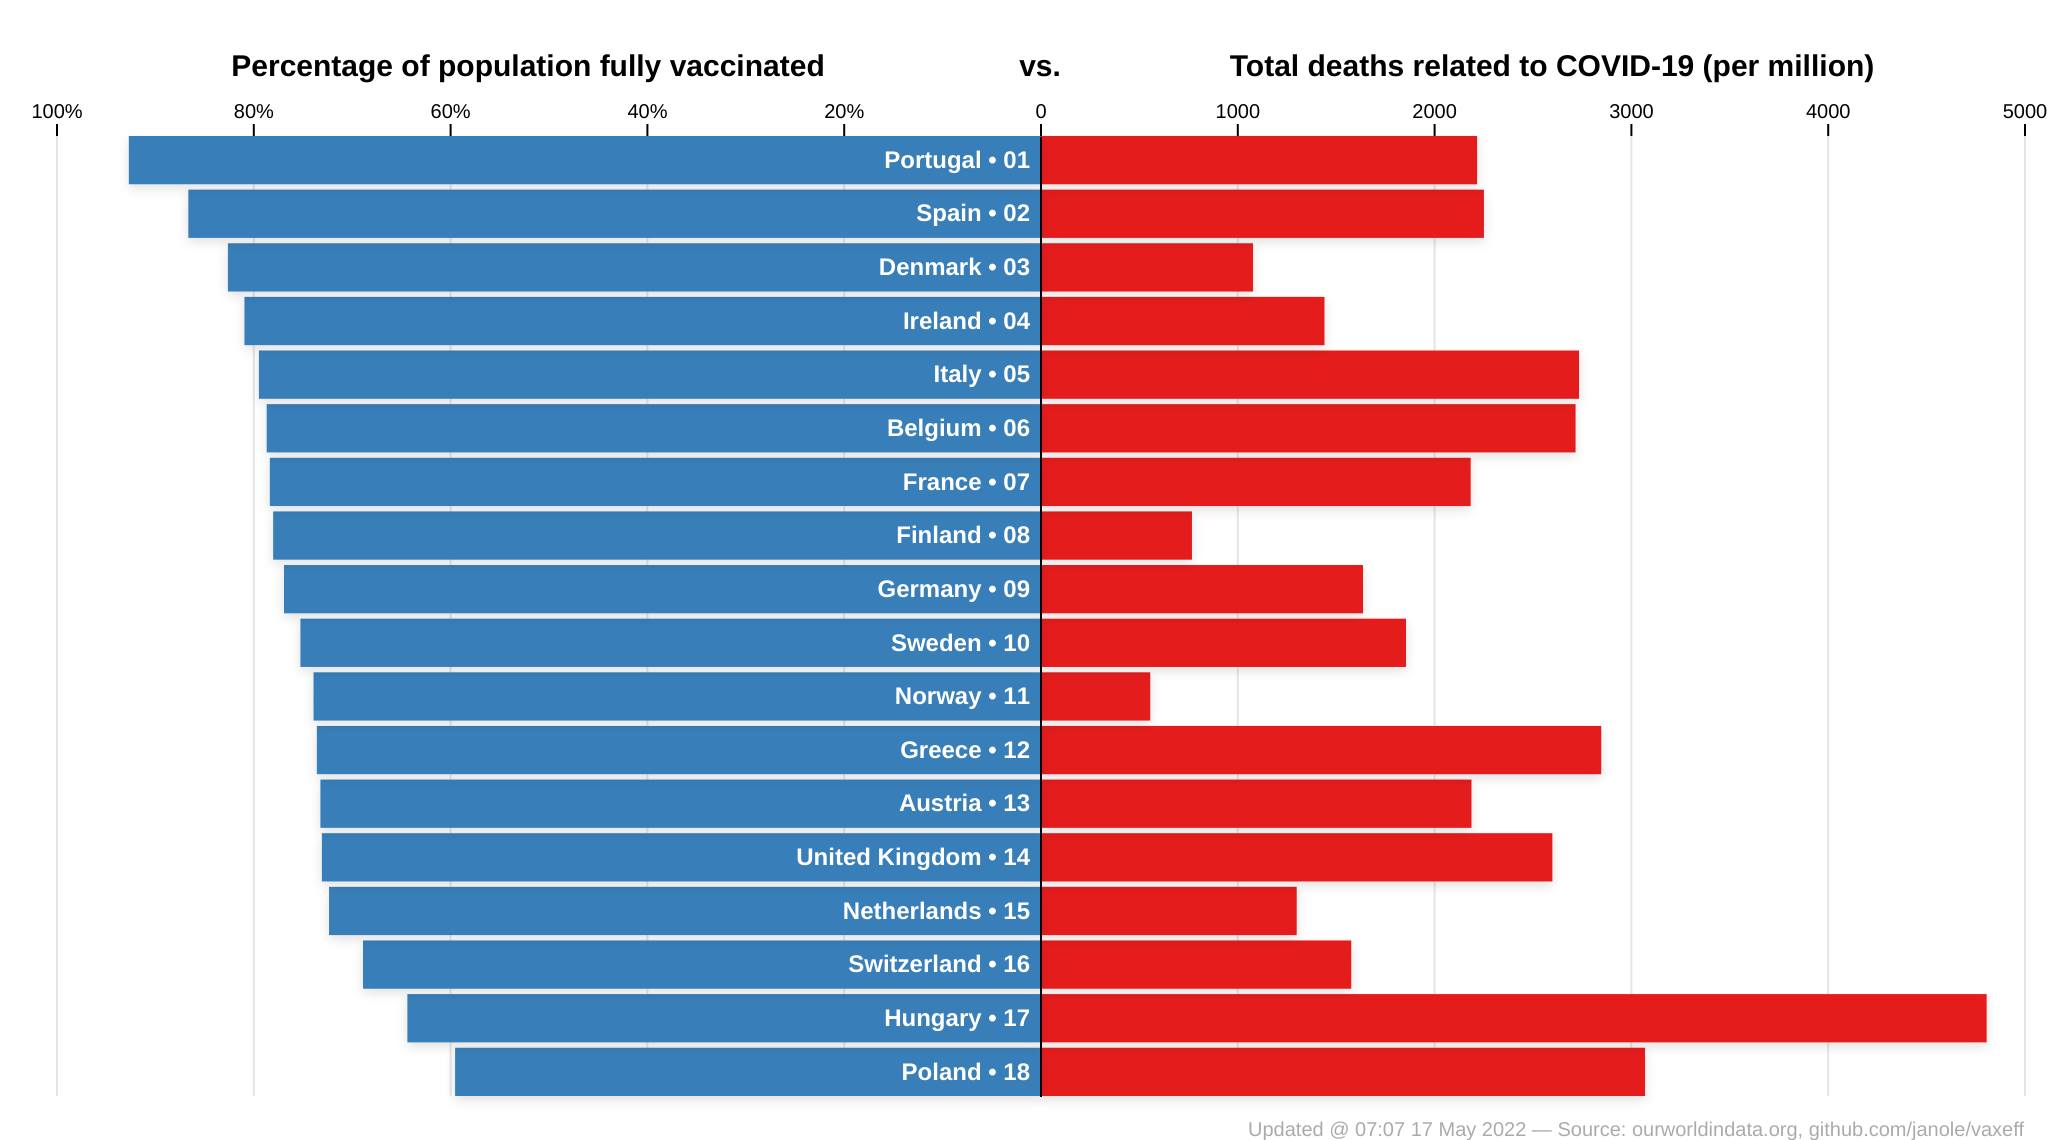 Percentage of population fully vaccinated vs. Total deaths related to COVID-19 (per million)
100% 80% 60% 40% 20% 0 1000 2000 3000 4000 5000
Portugal • 01
Spain • 02
Denmark • 03
Ireland • 04
Italy • 05
Belgium • 06
France • 07
Finland • 08
Germany • 09
Sweden • 10
Norway • 11
Greece • 12
Austria • 13
United Kingdom • 14
Netherlands • 15
Switzerland • 16
Hungary • 17
Poland • 18
Updated @ 07:07 17 May 2022 — Source: ourworldindata.org, github.com/janole/vaxeff